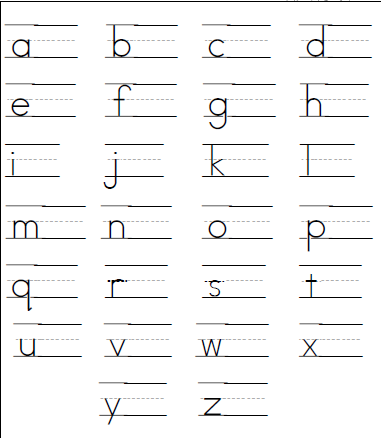 a b c d
e f g h
i j k l
m n o p
q r s t
u v w x
y z